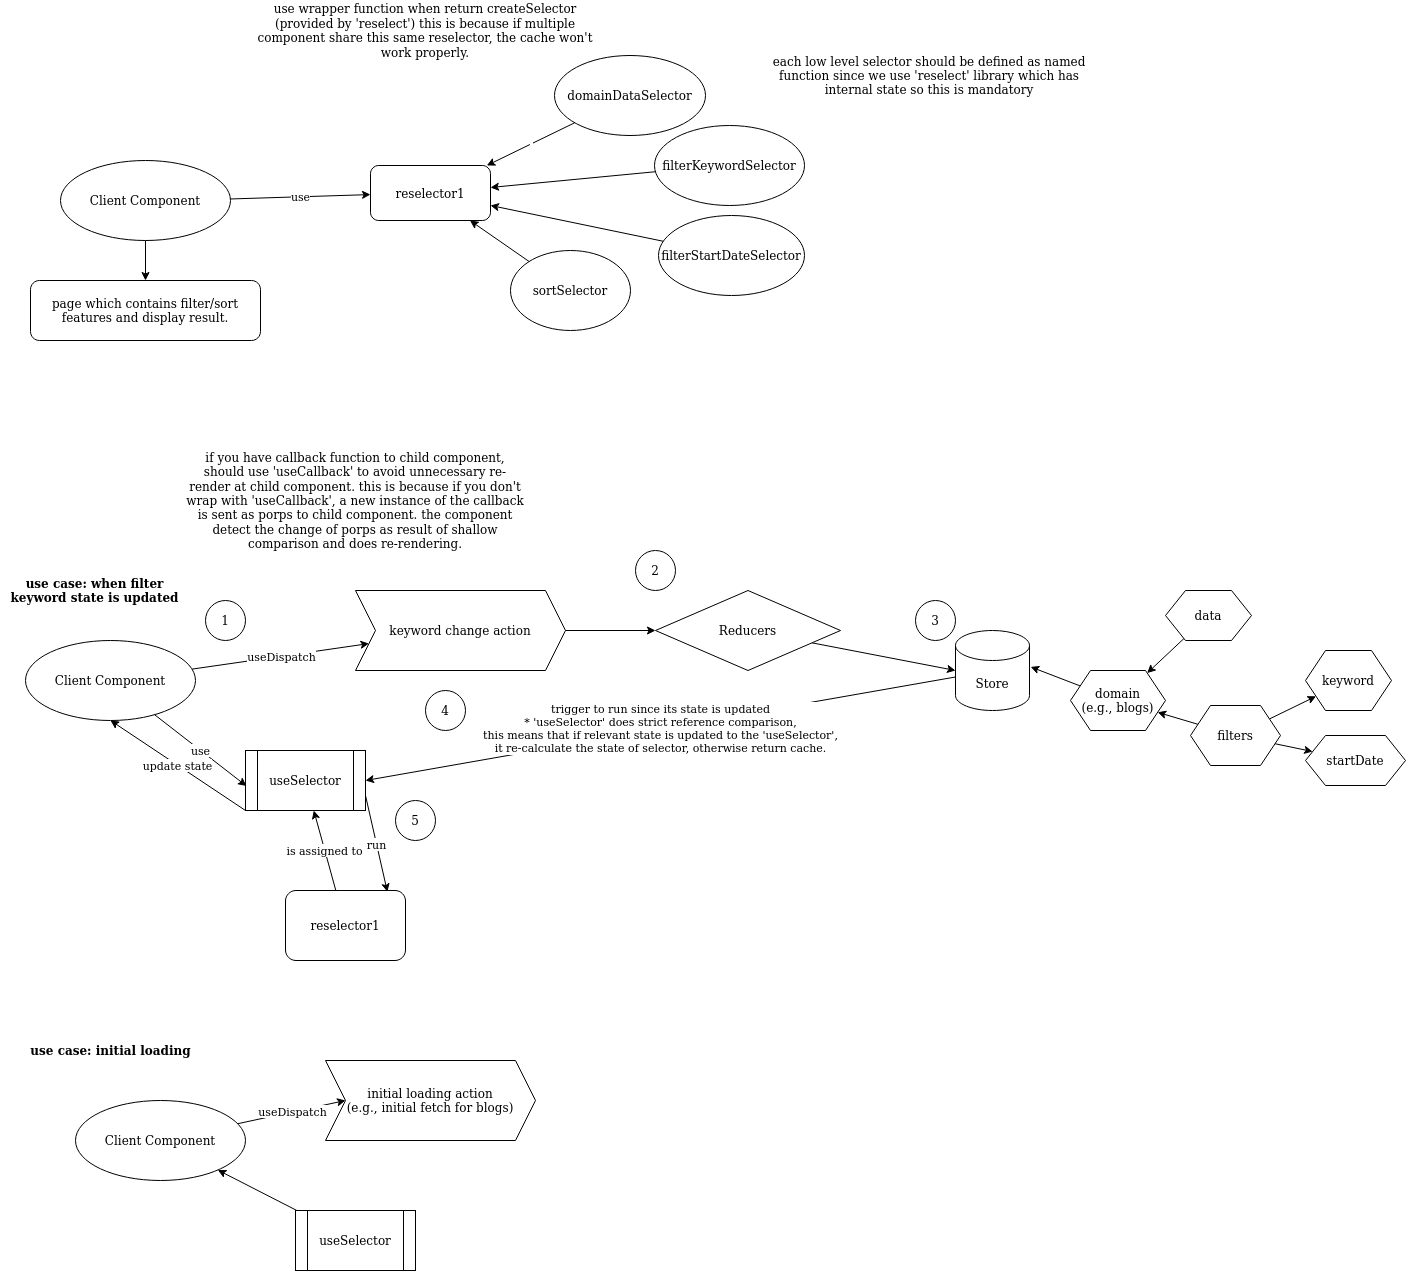 use wrapper function when return createSelector
(provided by 'reselect') this is because if multiple
component share this same reselector, the cache won't
work properly.
each low level selector should be defined as named
function since we use 'reselect' library which has
internal state so this is mandatory
domainDataSelector
filterKeywordSelector
Client Component
use
reselector1
filterStartDateSelector
sortSelector
page which contains filter/sort
features and display result.
if you have callback function to child component,
should use 'useCallback' to avoid unnecessary re-
render at child component. this is because if you don't
wrap with 'useCallback', a new instance of the callback
is sent as porps to child component. the component
detect the change of porps as result of shallow
comparison and does re-rendering.
use case: when filter
keyword state is updated
1
2
3
keyword change action
Reducers
data
useDispatch
Client Component
Store
domain
(e.g., blogs)
keyword
4
trigger to run since its state is updated
* 'useSelector' does strict reference comparison,
this means that if relevant state is updated to the 'useSelector',
it re-calculate the state of selector, otherwise return cache.
filters
startDate
use
update state
useSelector
5
is assigned to
run
reselector1
use case: initial loading
initial loading action
(e.g., initial fetch for blogs)
useDispatch
Client Component
useSelector